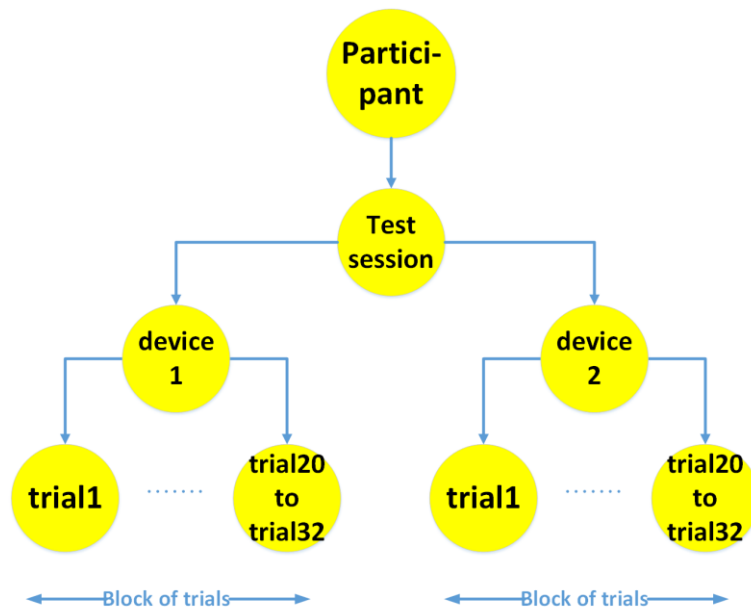 Partici-
pant
Test
session
device
1
device
2
trial1
.......
trial20
to
trial32
trial1
.......
trial20
to
trial32
Block of trials
Block of trials